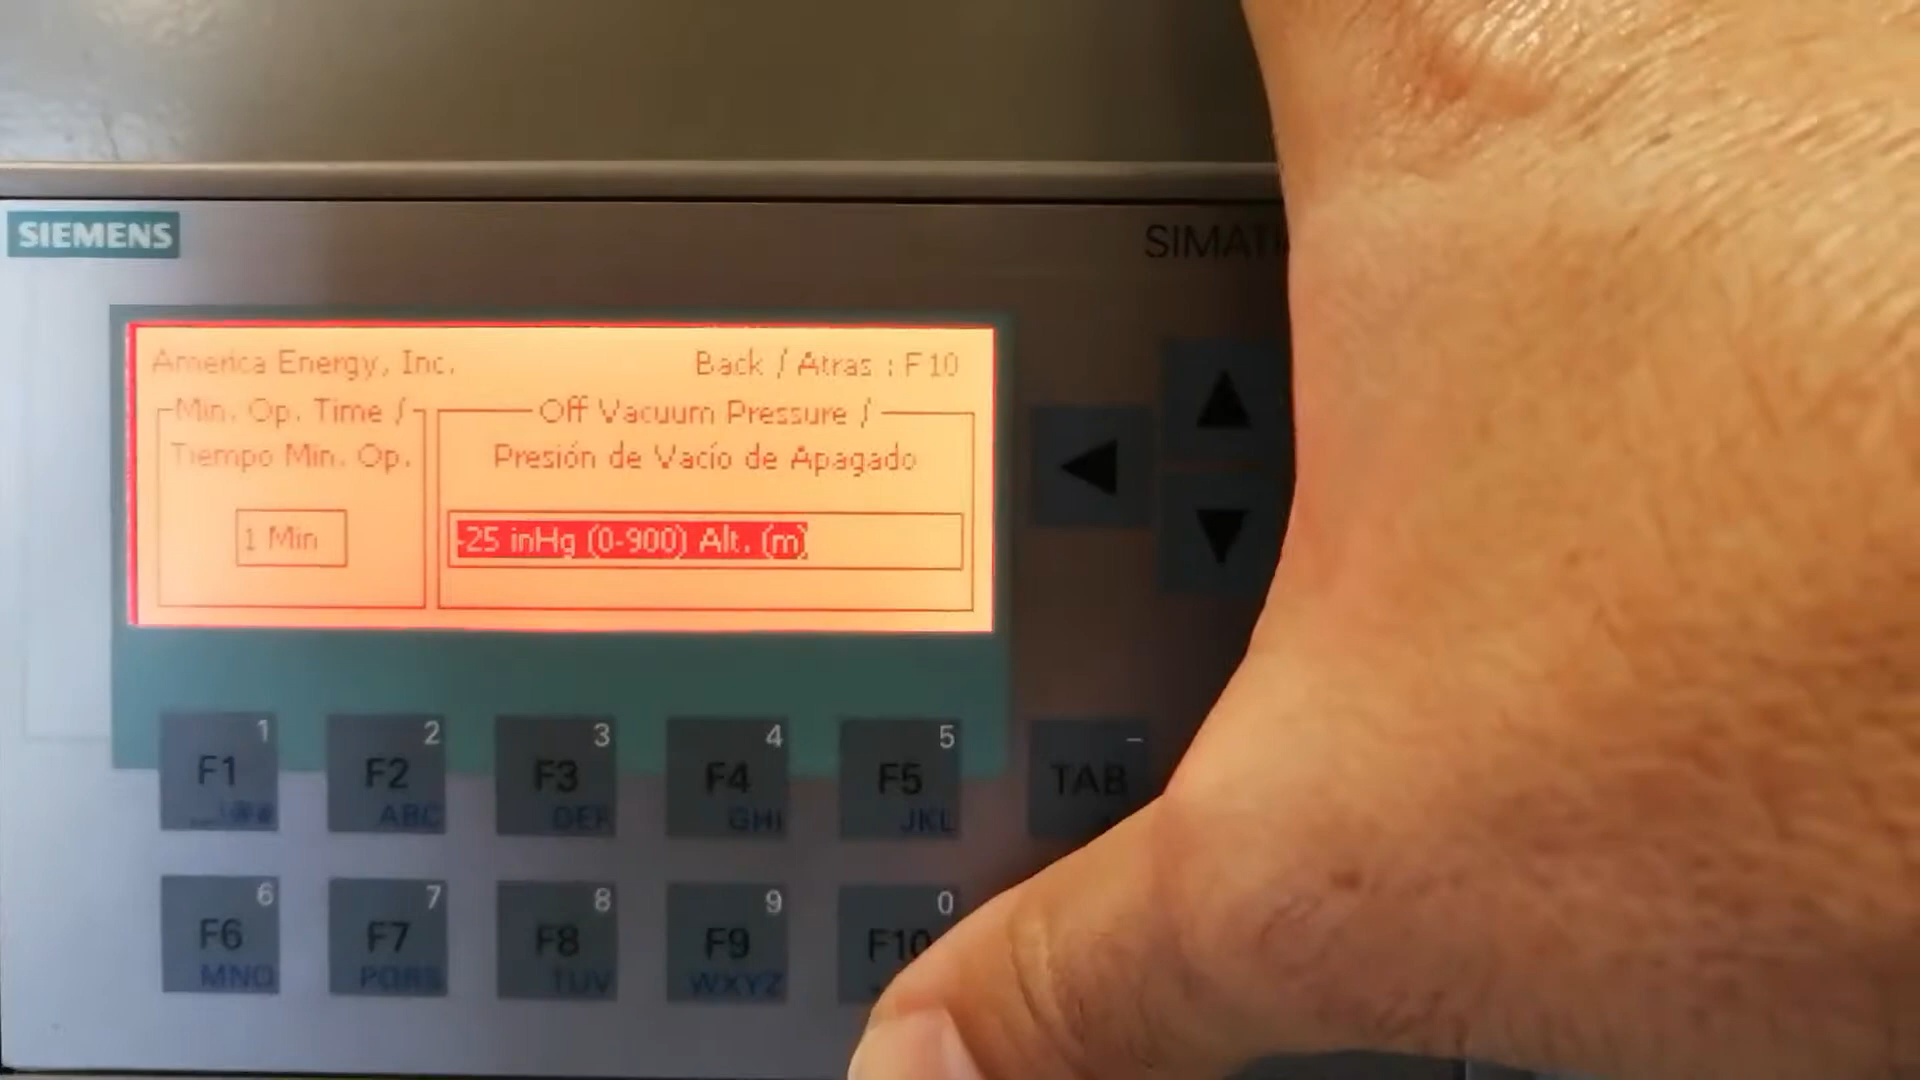 SIEMENS
SIMATI
America Energy, Inc. Back / Atras : F10
Min. Op. Time /
Tiempo Min. Op.
1 Min
Off Vacuum Pressure /
Presión de Vacío de Apagado
-25 inHg (0-900) Alt. (m)
1 2 3 4 5 –
F1 F2 F3 F4 F5 TAB
ABC DEF GHI JKL
6 7 8 9 0
F6 F7 F8 F9 F10
MNO PQRS TUV WXYZ